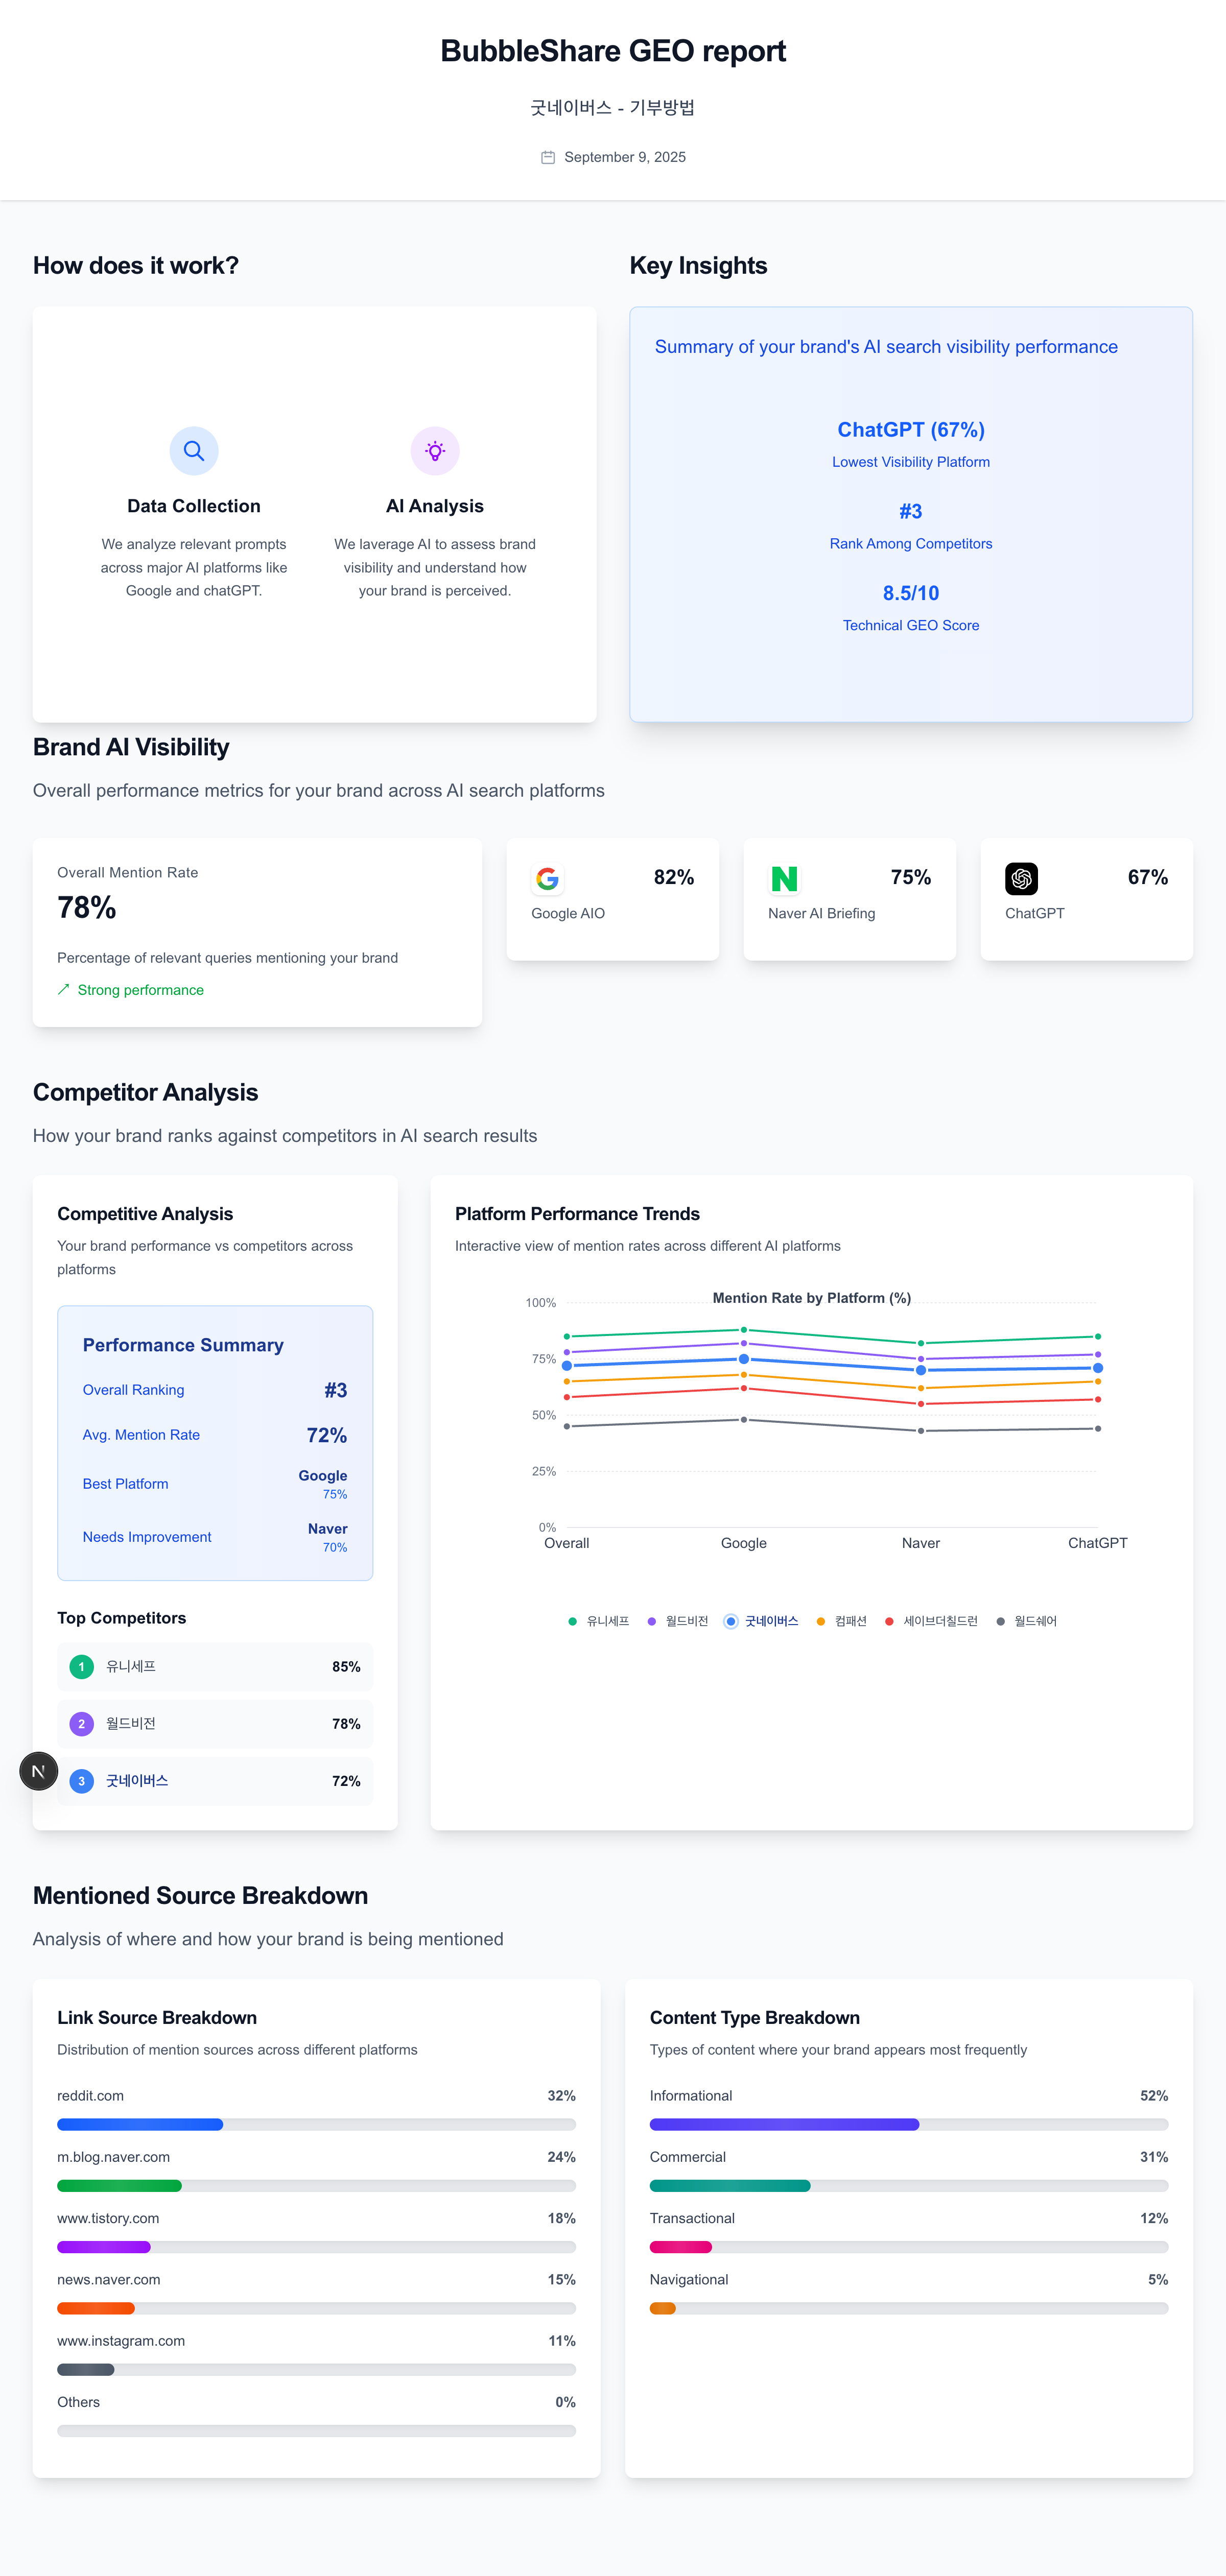 BubbleShare GEO report
굿네이버스 - 기부방법
September 9, 2025
How does it work?
Data Collection
We analyze relevant prompts
across major AI platforms like
Google and chatGPT.
AI Analysis
We laverage AI to assess brand
visibility and understand how
your brand is perceived.
Key Insights
Summary of your brand's AI search visibility performance
ChatGPT (67%)
Lowest Visibility Platform
#3
Rank Among Competitors
8.5/10
Technical GEO Score
Brand AI Visibility
Overall performance metrics for your brand across AI search platforms
Overall Mention Rate
78%
Percentage of relevant queries mentioning your brand
Strong performance
82%
Google AIO
75%
Naver AI Briefing
67%
ChatGPT
Competitor Analysis
How your brand ranks against competitors in AI search results
Competitive Analysis
Your brand performance vs competitors across
platforms
Performance Summary
Overall Ranking #3
Avg. Mention Rate 72%
Best Platform Google
75%
Needs Improvement Naver
70%
Top Competitors
1 유니세프 85%
2 월드비전 78%
3 굿네이버스 72%
N
Platform Performance Trends
Interactive view of mention rates across different AI platforms
Mention Rate by Platform (%)
100%
75%
50%
25%
0%
Overall Google Naver ChatGPT
유니세프 월드비전 굿네이버스 컴패션 세이브더칠드런 월드쉐어
Mentioned Source Breakdown
Analysis of where and how your brand is being mentioned
Link Source Breakdown
Distribution of mention sources across different platforms
reddit.com 32%
m.blog.naver.com 24%
www.tistory.com 18%
news.naver.com 15%
www.instagram.com 11%
Others 0%
Content Type Breakdown
Types of content where your brand appears most frequently
Informational 52%
Commercial 31%
Transactional 12%
Navigational 5%